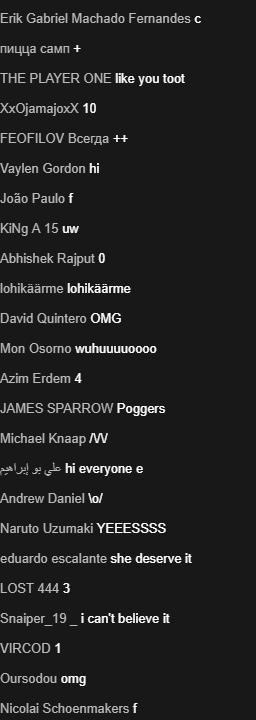 Erik Gabriel Machado Fernandes c
пицца самп +
THE PLAYER ONE like you toot
XxOjamajoxX 10
FEOFILOV Всегда ++
Vaylen Gordon hi
João Paulo f
KiNg A 15 uw
Abhishek Rajput 0
lohikäärme lohikäärme
David Quintero OMG
Mon Osorno wuhuuuuoooo
Azim Erdem 4
JAMES SPARROW Poggers
Michael Knaap /\/\/
علي بو إبراهيم hi everyone e
Andrew Daniel \o/
Naruto Uzumaki YEEESSSS
eduardo escalante she deserve it
LOST 444 3
Snaiper_19 _ i can't believe it
VIRCOD 1
Oursodou omg
Nicolai Schoenmakers f